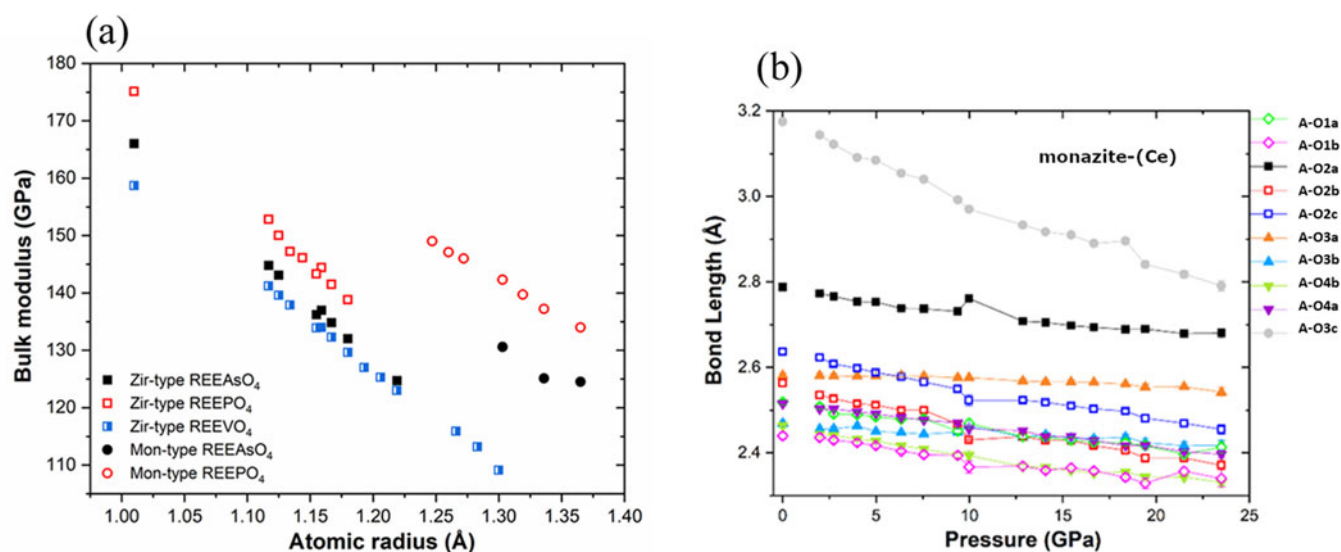 (a)
180
170
160
150
140
130
120
110
Bulk modulus (GPa)
Zir-type REEAsO₄
Zir-type REEPO₄
Zir-type REEVO₄
Mon-type REEAsO₄
Mon-type REEPO₄
1.00 1.05 1.10 1.15 1.20 1.25 1.30 1.35 1.40
Atomic radius (Å)
(b)
3.2
3.0
2.8
2.6
2.4
Bond Length (Å)
monazite-(Ce)
0 5 10 15 20 25
Pressure (GPa)
A-O1a
A-O1b
A-O2a
A-O2b
A-O2c
A-O3a
A-O3b
A-O4b
A-O4a
A-O3c